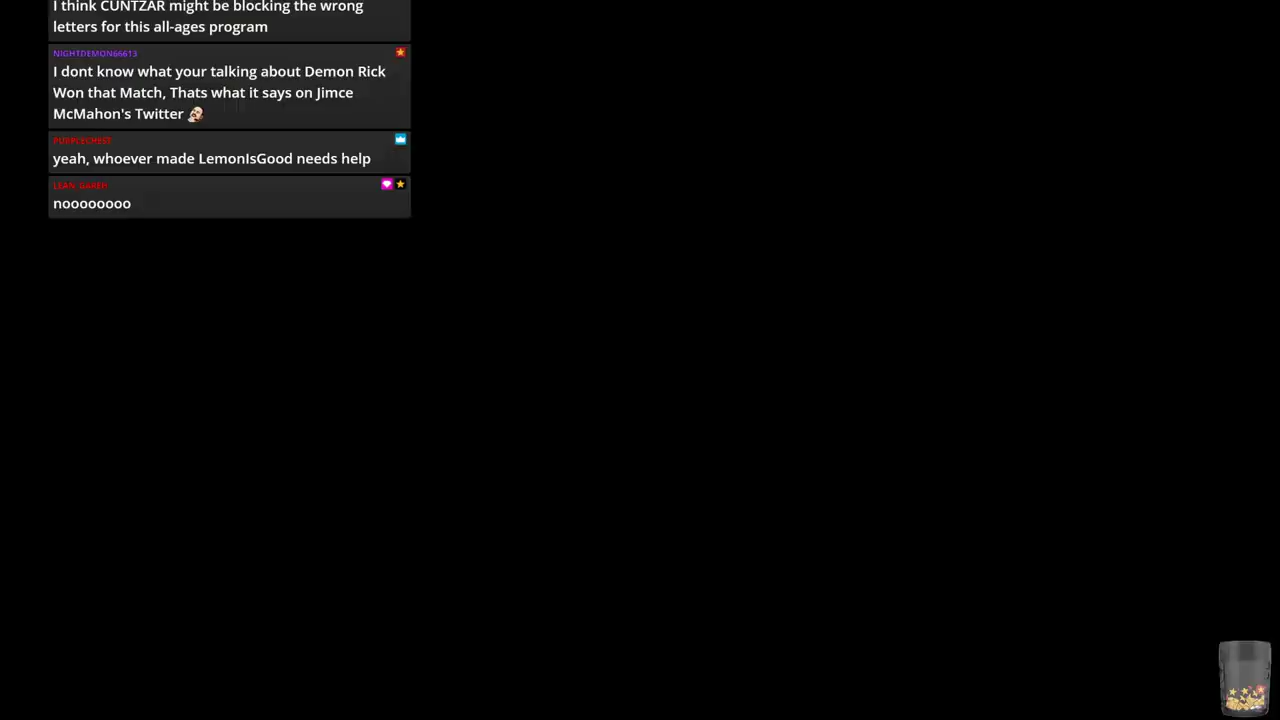 I think CUNTZAR might be blocking the wrong
letters for this all-ages program
NIGHTDEMON66613
I dont know what your talking about Demon Rick
Won that Match, Thats what it says on Jimce
McMahon's Twitter
yeah, whoever made LemonIsGood needs help
noooooooo